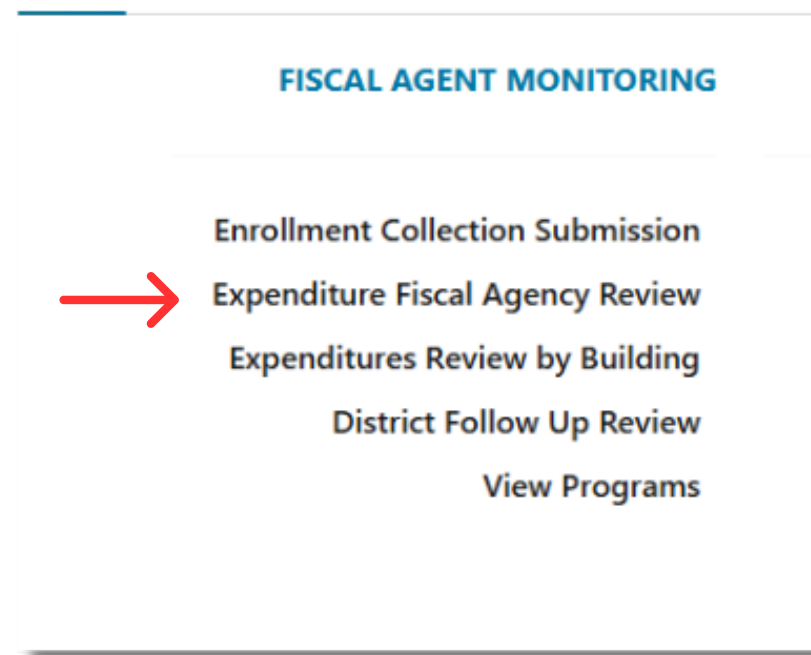 FISCAL AGENT MONITORING
Enrollment Collection Submission
Expenditure Fiscal Agency Review
Expenditures Review by Building
District Follow Up Review
View Programs